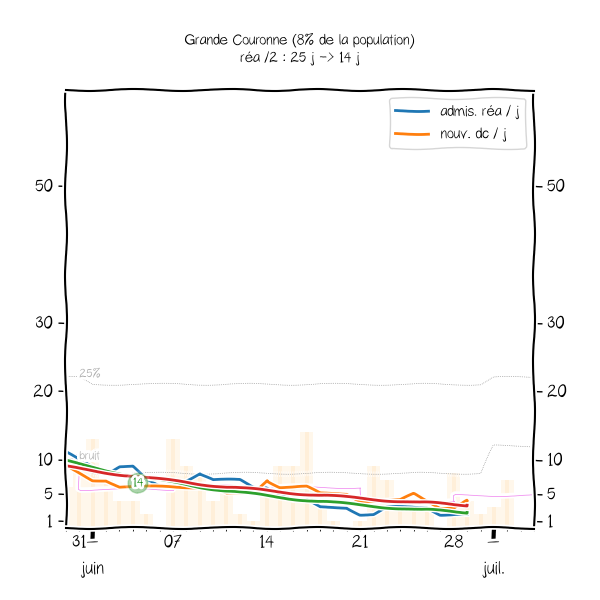 Grande Couronne (8% de la population)
réa /2 : 25 j -> 14 j
admis. réa / j
nouv. dc / j
50 50
30 30
25%
20 20
bruit
10 10
14
5 5
1 1
31 07 14 21 28
juin juil.